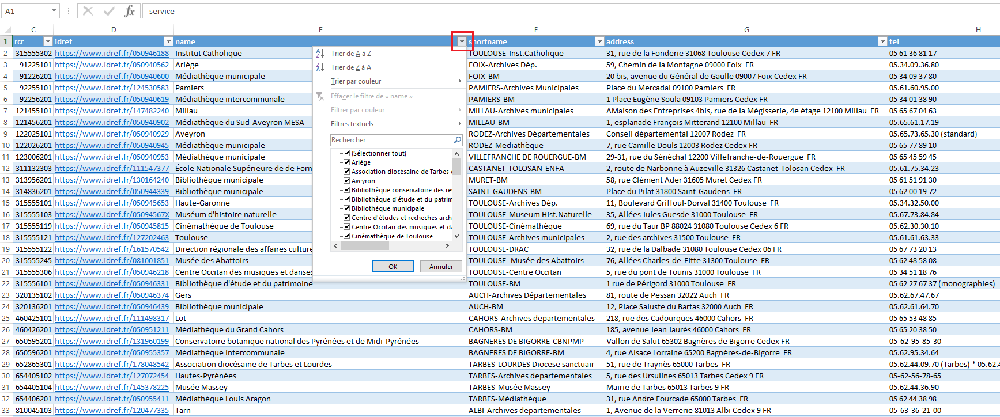 A1 fx service
C D E F G H
1 rcr idref name shortname address tel
2 315555302 https://www.idref.fr/050946188 Institut Catholique TOULOUSE-Inst.Catholique 31, rue de la Fonderie 31068 Toulouse Cedex 7 FR 05 61 36 81 17
3 91225101 https://www.idref.fr/050940562 Ariège FOIX-Archives Dép. 59, Chemin de la Montagne 09000 Foix FR 05.34.09.36.80
4 91226201 https://www.idref.fr/050940600 Médiathèque municipale FOIX-BM 20 bis, avenue du Général de Gaulle 09007 Foix Cedex FR 05 34 09 37 80
5 92255101 https://www.idref.fr/124530583 Pamiers PAMIERS-Archives Municipales Place du Mercadal 09100 Pamiers FR 05.61.60.95.00
6 92256201 https://www.idref.fr/050940619 Médiathèque intercommunale PAMIERS-BM 1 Place Eugène Soula 09103 Pamiers Cedex FR 05 34 01 38 90
7 121455101 https://www.idref.fr/147482240 Millau MILLAU-Archives municipales AMaison des Entreprises 4bis, rue de la Mégisserie, 4e étage 12100 Millau FR 05 65 67 04 63
8 121456201 https://www.idref.fr/050940902 Médiathèque du Sud-Aveyron MESA MILLAU-BM 1, esplanade François Mitterand 12100 Millau FR 05.65.61.17.19
9 122025101 https://www.idref.fr/050940929 Aveyron RODEZ-Archives Départementales Conseil départemental 12007 Rodez FR 05.65.73.65.30 (standard)
10 122026201 https://www.idref.fr/050940945 Médiathèque municipale RODEZ-Mediathèque 7, rue Camille Douls 12003 Rodez Cedex FR 05 65 77 89 10
11 123006201 https://www.idref.fr/050940953 Médiathèque municipale VILLEFRANCHE DE ROUERGUE-BM 29-31, rue du Sénéchal 12200 Villefranche-de-Rouergue FR 05 65 45 59 45
12 311132303 https://www.idref.fr/111547377 École Nationale Supérieure de de Form CASTANET-TOLOSAN-ENFA 2, route de Narbonne à Auzeville 31326 Castanet-Tolosan Cedex FR 05.61.75.34.23
13 313956201 https://www.idref.fr/130164240 Bibliothèque municipale MURET-BM 58, rue Clément Ader 31605 Muret Cedex FR 05 61 51 91 30
14 314836201 https://www.idref.fr/050944339 Bibliothèque municipale SAINT-GAUDENS-BM Place du Pilat 31800 Saint-Gaudens FR 05 62 00 19 72
15 315555101 https://www.idref.fr/050945653 Haute-Garonne TOULOUSE-Archives Dép. 11, Boulevard Griffoul-Dorval 31400 Toulouse FR 05.34.32.50.00
16 315555103 https://www.idref.fr/05094567X Muséum d'histoire naturelle TOULOUSE-Museum Hist.Naturelle 35, Allées Jules Guesde 31000 Toulouse FR 05.67.73.84.84
17 315555119 https://www.idref.fr/050945815 Cinémathèque de Toulouse TOULOUSE-Cinémathèque 69, rue du Taur BP 88024 31080 Toulouse Cedex 6 FR 05.62.30.30.10
18 315555121 https://www.idref.fr/127202463 Toulouse TOULOUSE-Archives municipales 2, rue des archives 31500 Toulouse FR 05.61.61.63.33
19 315555122 https://www.idref.fr/161570542 Direction régionale des affaires culture TOULOUSE-DRAC 32, rue de la Dalbade 31080 Toulouse Cedex 06 FR 05 67 73 20 13
20 315555245 https://www.idref.fr/081001851 Musée des Abattoirs TOULOUSE- Musée des Abattoirs 76, Allées Charles-de-Fitte 31300 Toulouse FR 05 62 48 58 08
21 315555306 https://www.idref.fr/050946218 Centre Occitan des musiques et danses TOULOUSE-Centre Occitan 5, rue du pont de Tounis 31000 Toulouse FR 05 34 51 18 76
22 315556101 https://www.idref.fr/050946331 Bibliothèque d'étude et du patrimoine TOULOUSE-BM 1 rue de Périgord 31000 Toulouse FR 05 62 27 67 37 (monographies)
23 320135102 https://www.idref.fr/050946374 Gers AUCH-Archives Départementales 81, route de Pessan 32022 Auch FR 05.62.67.47.67
24 320136201 https://www.idref.fr/050946439 Bibliothèque municipale AUCH-BM 12, Place Saluste du Bartas 32000 Auch FR 05.62.61.64.70
25 460425101 https://www.idref.fr/111498317 Lot CAHORS-Archives departementales 218, rue des Cadourques 46000 Cahors FR 05 65 53 48 85
26 460426201 https://www.idref.fr/050951211 Médiathèque du Grand Cahors CAHORS-BM 185, avenue Jean Jaurès 46000 Cahors FR 05 65 20 38 50
27 650595201 https://www.idref.fr/131960199 Conservatoire botanique national des Pyrénées et de Midi-Pyrénées BAGNERES DE BIGORRE-CBNPMP Vallon de Salut 65302 Bagnères de Bigorre Cedex FR 05-62-95-85-30
28 650596201 https://www.idref.fr/050955357 Médiathèque intercommunale BAGNERES DE BIGORRE-BM 4, rue Alsace Lorraine 65200 Bagnères-de-Bigorre FR 05.62.95.34.64
29 652865301 https://www.idref.fr/178048542 Association diocésaine de Tarbes et Lourdes TARBES-LOURDES Diocese sanctuair 51, rue de Traynès 65000 Tarbes FR 05.62.44.09.70 (Tarbes) * 05.62.4
30 654405102 https://www.idref.fr/127072454 Hautes-Pyrénées TARBES-Archives departementales 5, rue des Ursulines 65013 Tarbes Cedex 9 FR 05-62-56-78-65
31 654405104 https://www.idref.fr/145378225 Musée Massey TARBES-Musée Massey Mairie de Tarbes 65013 Tarbes 9 FR 05.62.44.36.90
32 654406201 https://www.idref.fr/050955411 Médiathèque Louis Aragon TARBES-Médiathèque 31, rue Andre Fourcade 65000 Tarbes FR 05 62 44 38 98
33 810045103 https://www.idref.fr/120477335 Tarn ALBI-Archives departementales 1, Avenue de la Verrerie 81013 Albi Cedex 9 FR 05-63-36-21-00
Trier de A à Z
Trier de Z à A
Trier par couleur
Effacer le filtre de « name »
Filtrer par couleur
Filtres textuels
Rechercher
(Sélectionner tout)
Ariège
Association diocésaine de Tarbes
Aveyron
Bibliothèque conservatoire des re
Bibliothèque d'étude et du patrim
Bibliothèque municipale
Centre d'études et recheches arch
Centre Occitan des musiques et d
Cinémathèque de Toulouse
OK Annuler